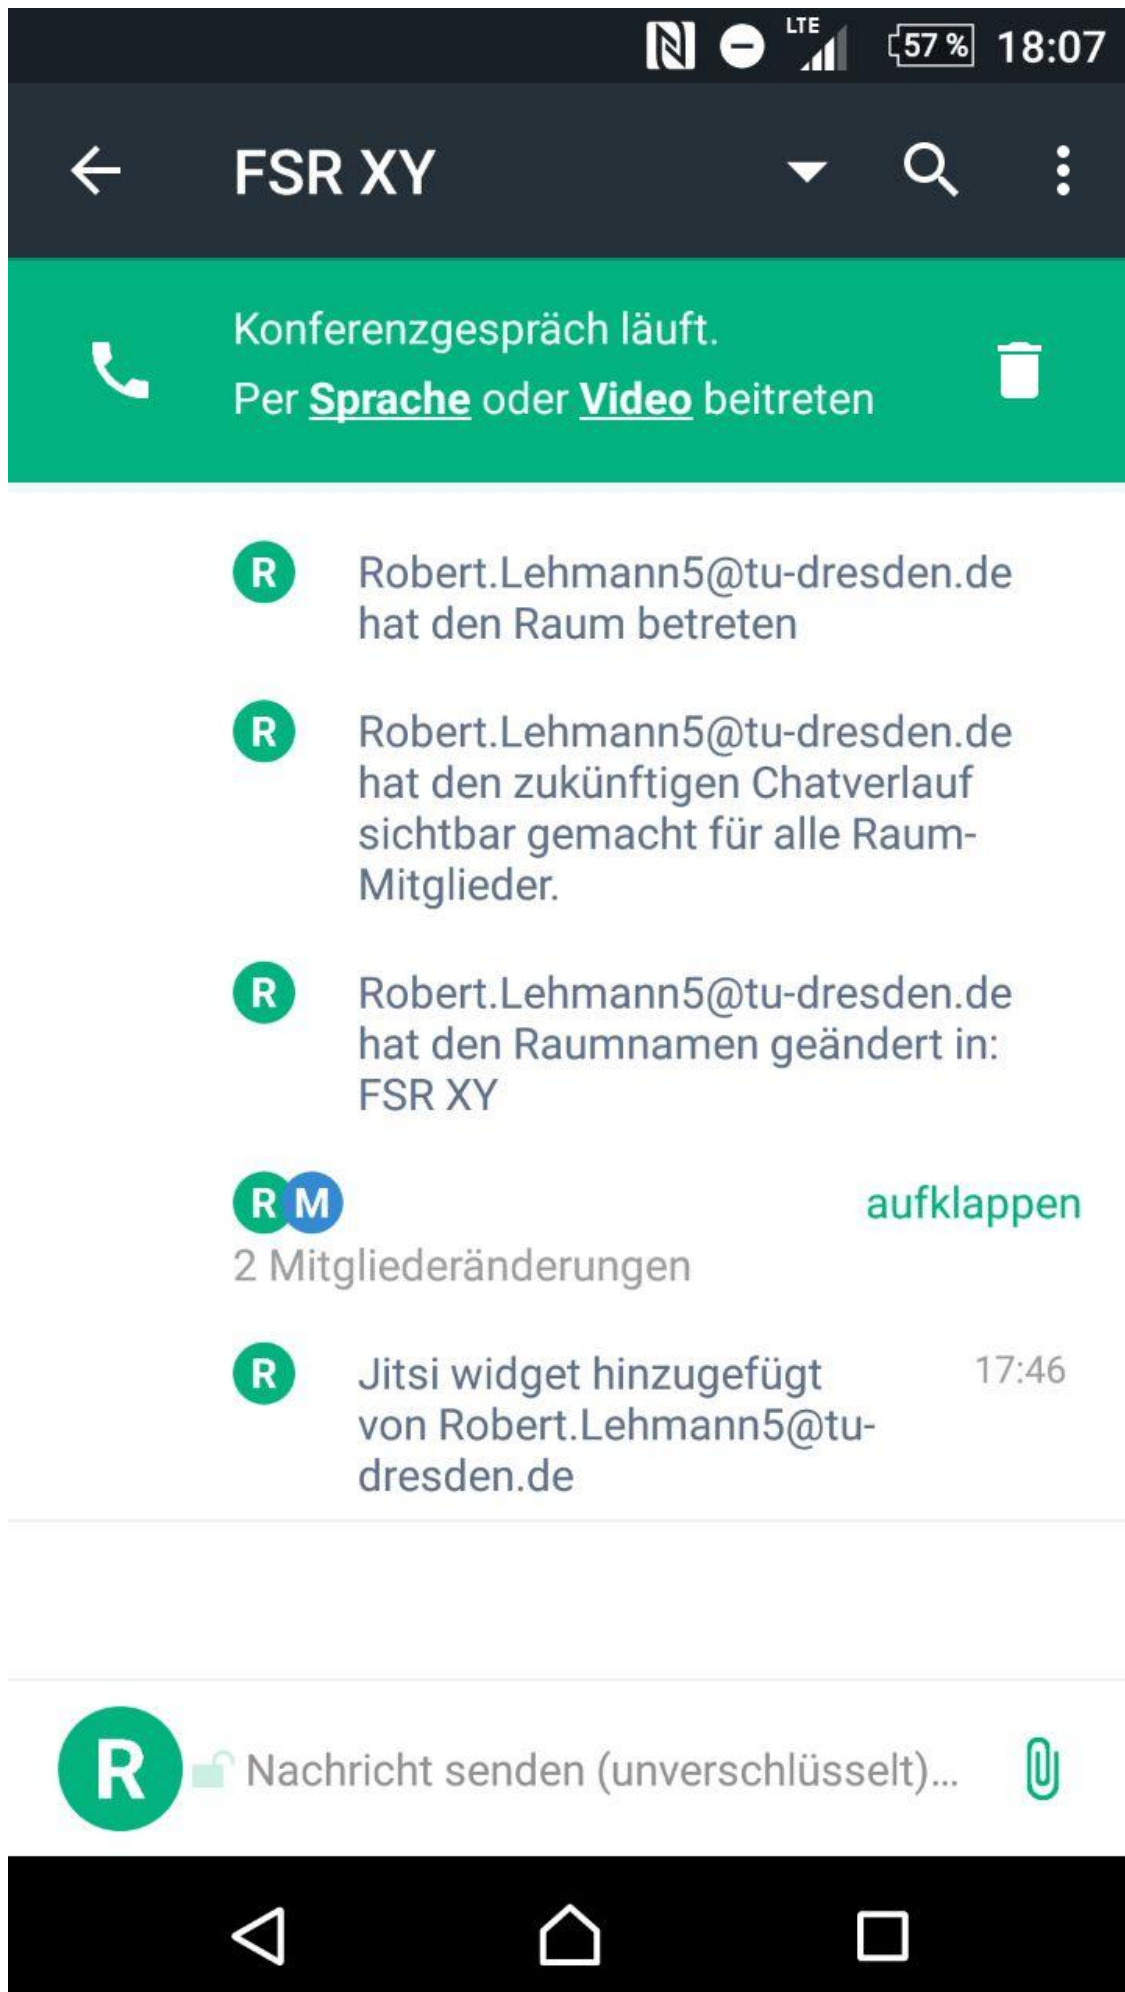 LTE 57 % 18:07
FSR XY
Konferenzgespräch läuft.
Per Sprache oder Video beitreten
R Robert.Lehmann5@tu-dresden.de
hat den Raum betreten
R Robert.Lehmann5@tu-dresden.de
hat den zukünftigen Chatverlauf
sichtbar gemacht für alle Raum-
Mitglieder.
R Robert.Lehmann5@tu-dresden.de
hat den Raumnamen geändert in:
FSR XY
R M aufklappen
2 Mitgliederänderungen
R Jitsi widget hinzugefügt 17:46
von Robert.Lehmann5@tu-
dresden.de
R Nachricht senden (unverschlüsselt)...